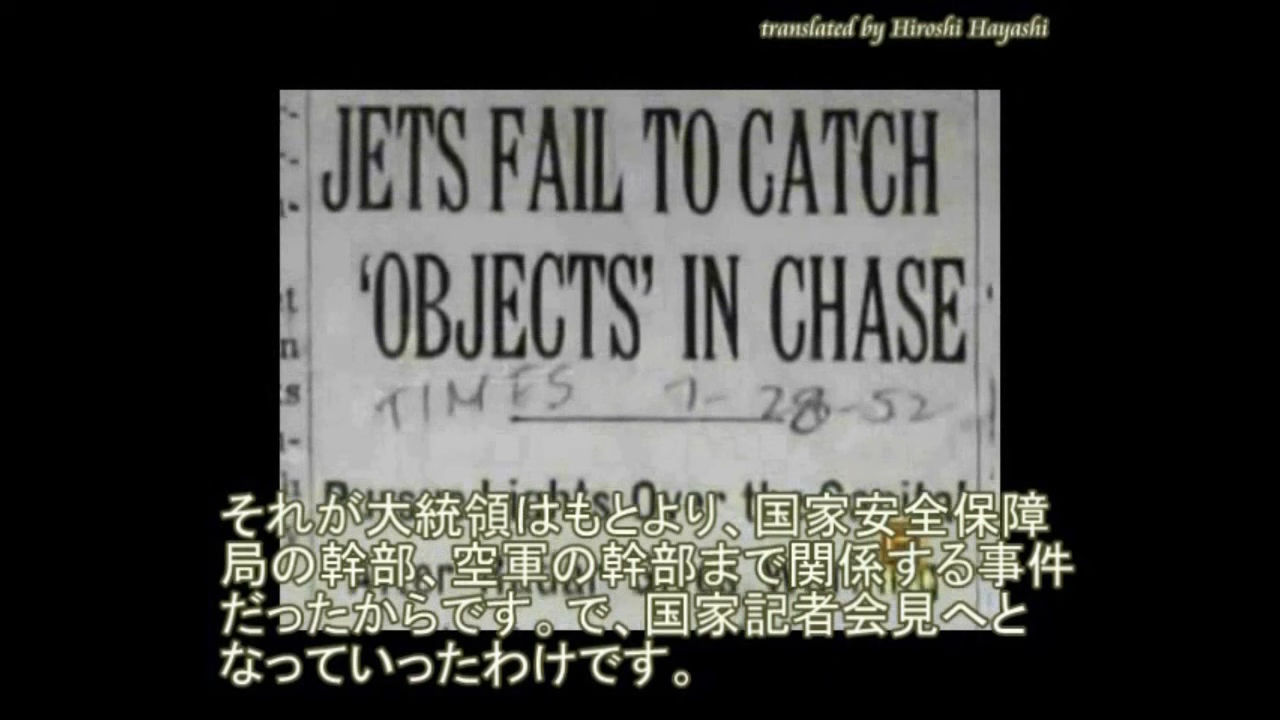 translated by Hiroshi Hayashi
JETS FAIL TO CATCH
'OBJECTS' IN CHASE
TIMES 7-28-52
Over the Capital
それが大統領はもとより、国家安全保障
局の幹部、空軍の幹部まで関係する事件
だったからです。で、国家記者会見へと
なっていったわけです。